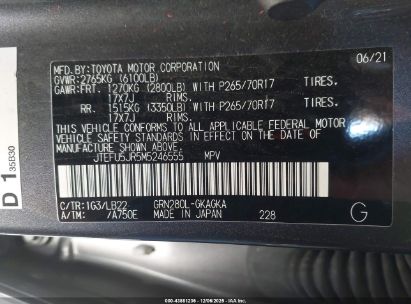 MFD.BY:TOYOTA MOTOR CORPORATION 06/21
GVWR:2765KG (6100LB)
GAWR:FRT. 1270KG (2800LB) WITH P265/70R17 TIRES.
17X7J RIMS.
RR. 1515KG (3350LB) WITH P265/70R17 TIRES.
17X7J RIMS.
THIS VEHICLE CONFORMS TO ALL APPLICABLE FEDERAL MOTOR
VEHICLE SAFETY STANDARDS IN EFFECT ON THE DATE OF
MANUFACTURE SHOWN ABOVE.
JTEFU5JR5M5246555 MPV
C/TR:1G3/LB22 GRN280L-GKAGKA
A/TM: /A750E MADE IN JAPAN 228 G
D 1 35B30